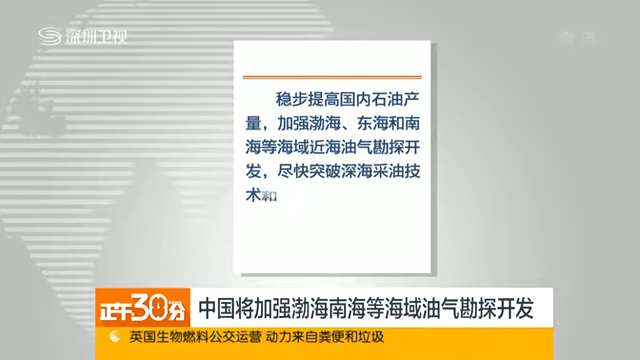 深圳卫视
稳步提高国内石油产
量，加强渤海、东海和南
海等海域近海油气勘探开
发，尽快突破深海采油技
术和
正午30分
中国将加强渤海南海等海域油气勘探开发
英国生物燃料公交运营 动力来自粪便和垃圾